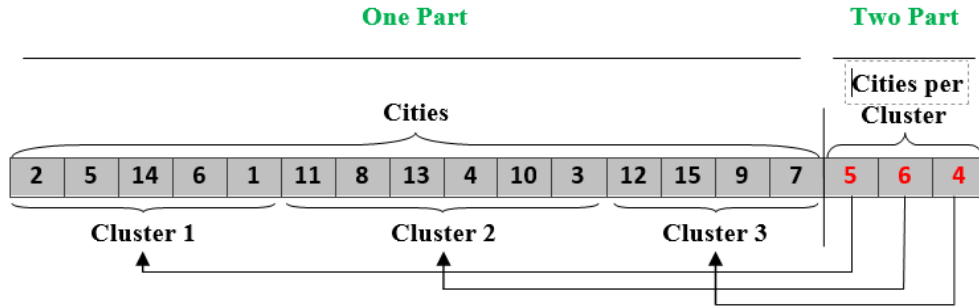 One Part
Two Part
Cities per
Cluster
Cities
2 5 14 6 1 11 8 13 4 10 3 12 15 9 7 5 6 4
Cluster 1
Cluster 2
Cluster 3